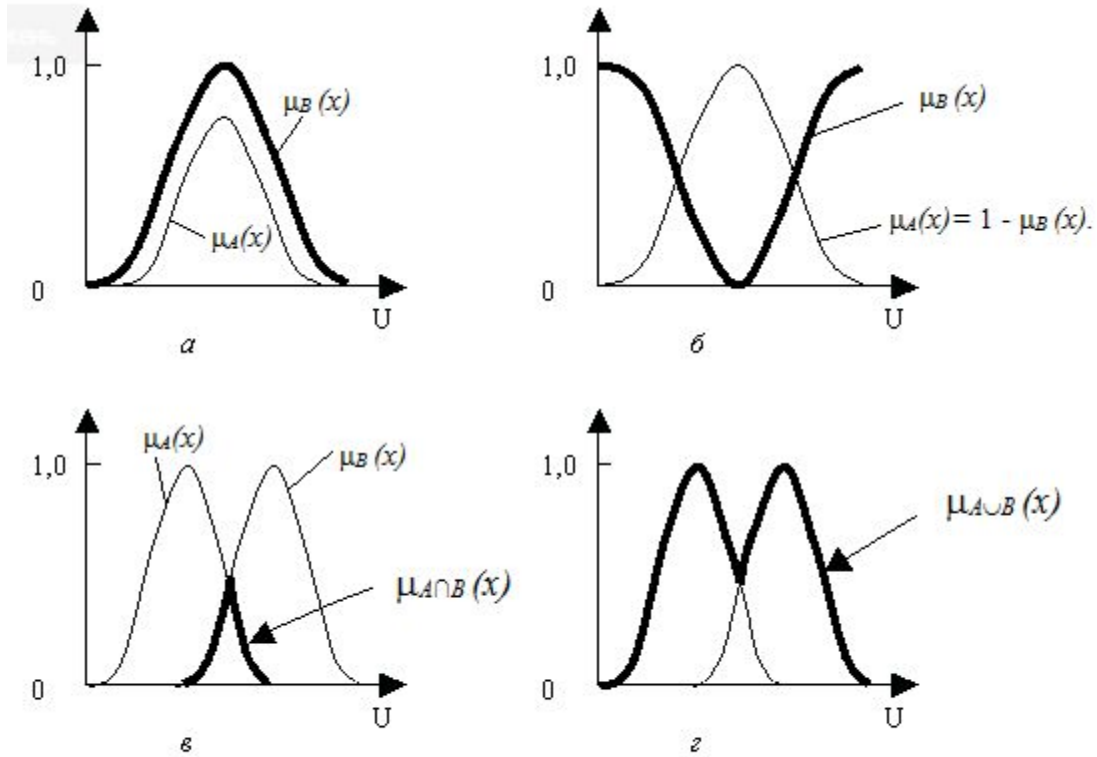 1,0
μB (x)
μA(x)
0
U
а
1,0
μB (x)
μA(x) = 1 - μB (x).
0
U
б
1,0
μA(x)
μB (x)
μA∩B (x)
0
U
в
1,0
μA∪B (x)
0
U
г